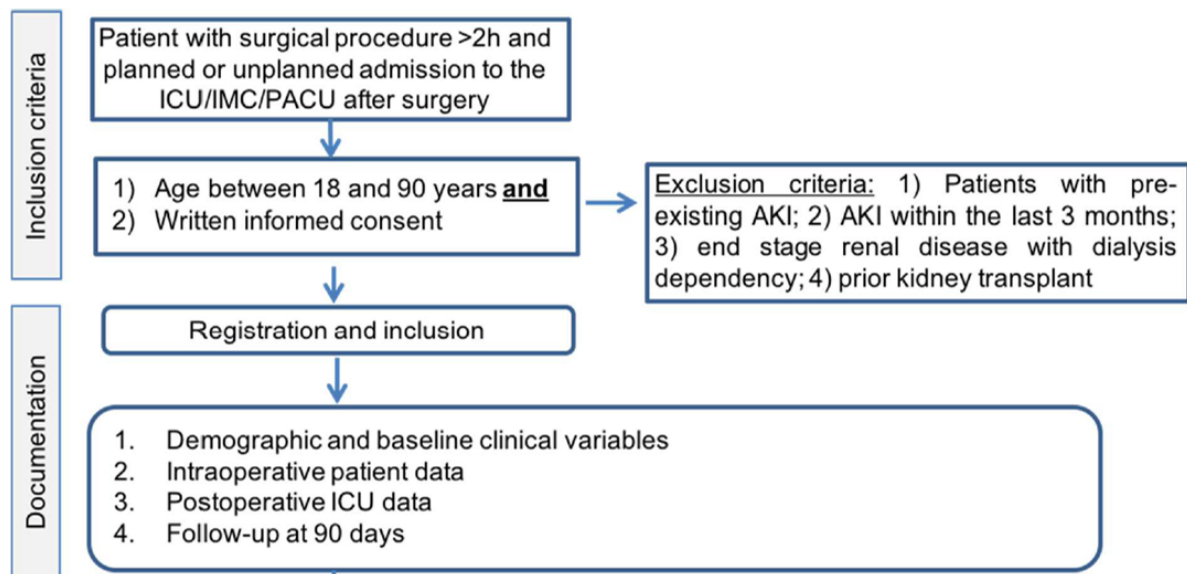 Inclusion criteria
Patient with surgical procedure >2h and
planned or unplanned admission to the
ICU/IMC/PACU after surgery
1) Age between 18 and 90 years and
2) Written informed consent
Exclusion criteria: 1) Patients with pre-
existing AKI; 2) AKI within the last 3 months;
3) end stage renal disease with dialysis
dependency; 4) prior kidney transplant
Registration and inclusion
Documentation
1. Demographic and baseline clinical variables
2. Intraoperative patient data
3. Postoperative ICU data
4. Follow-up at 90 days